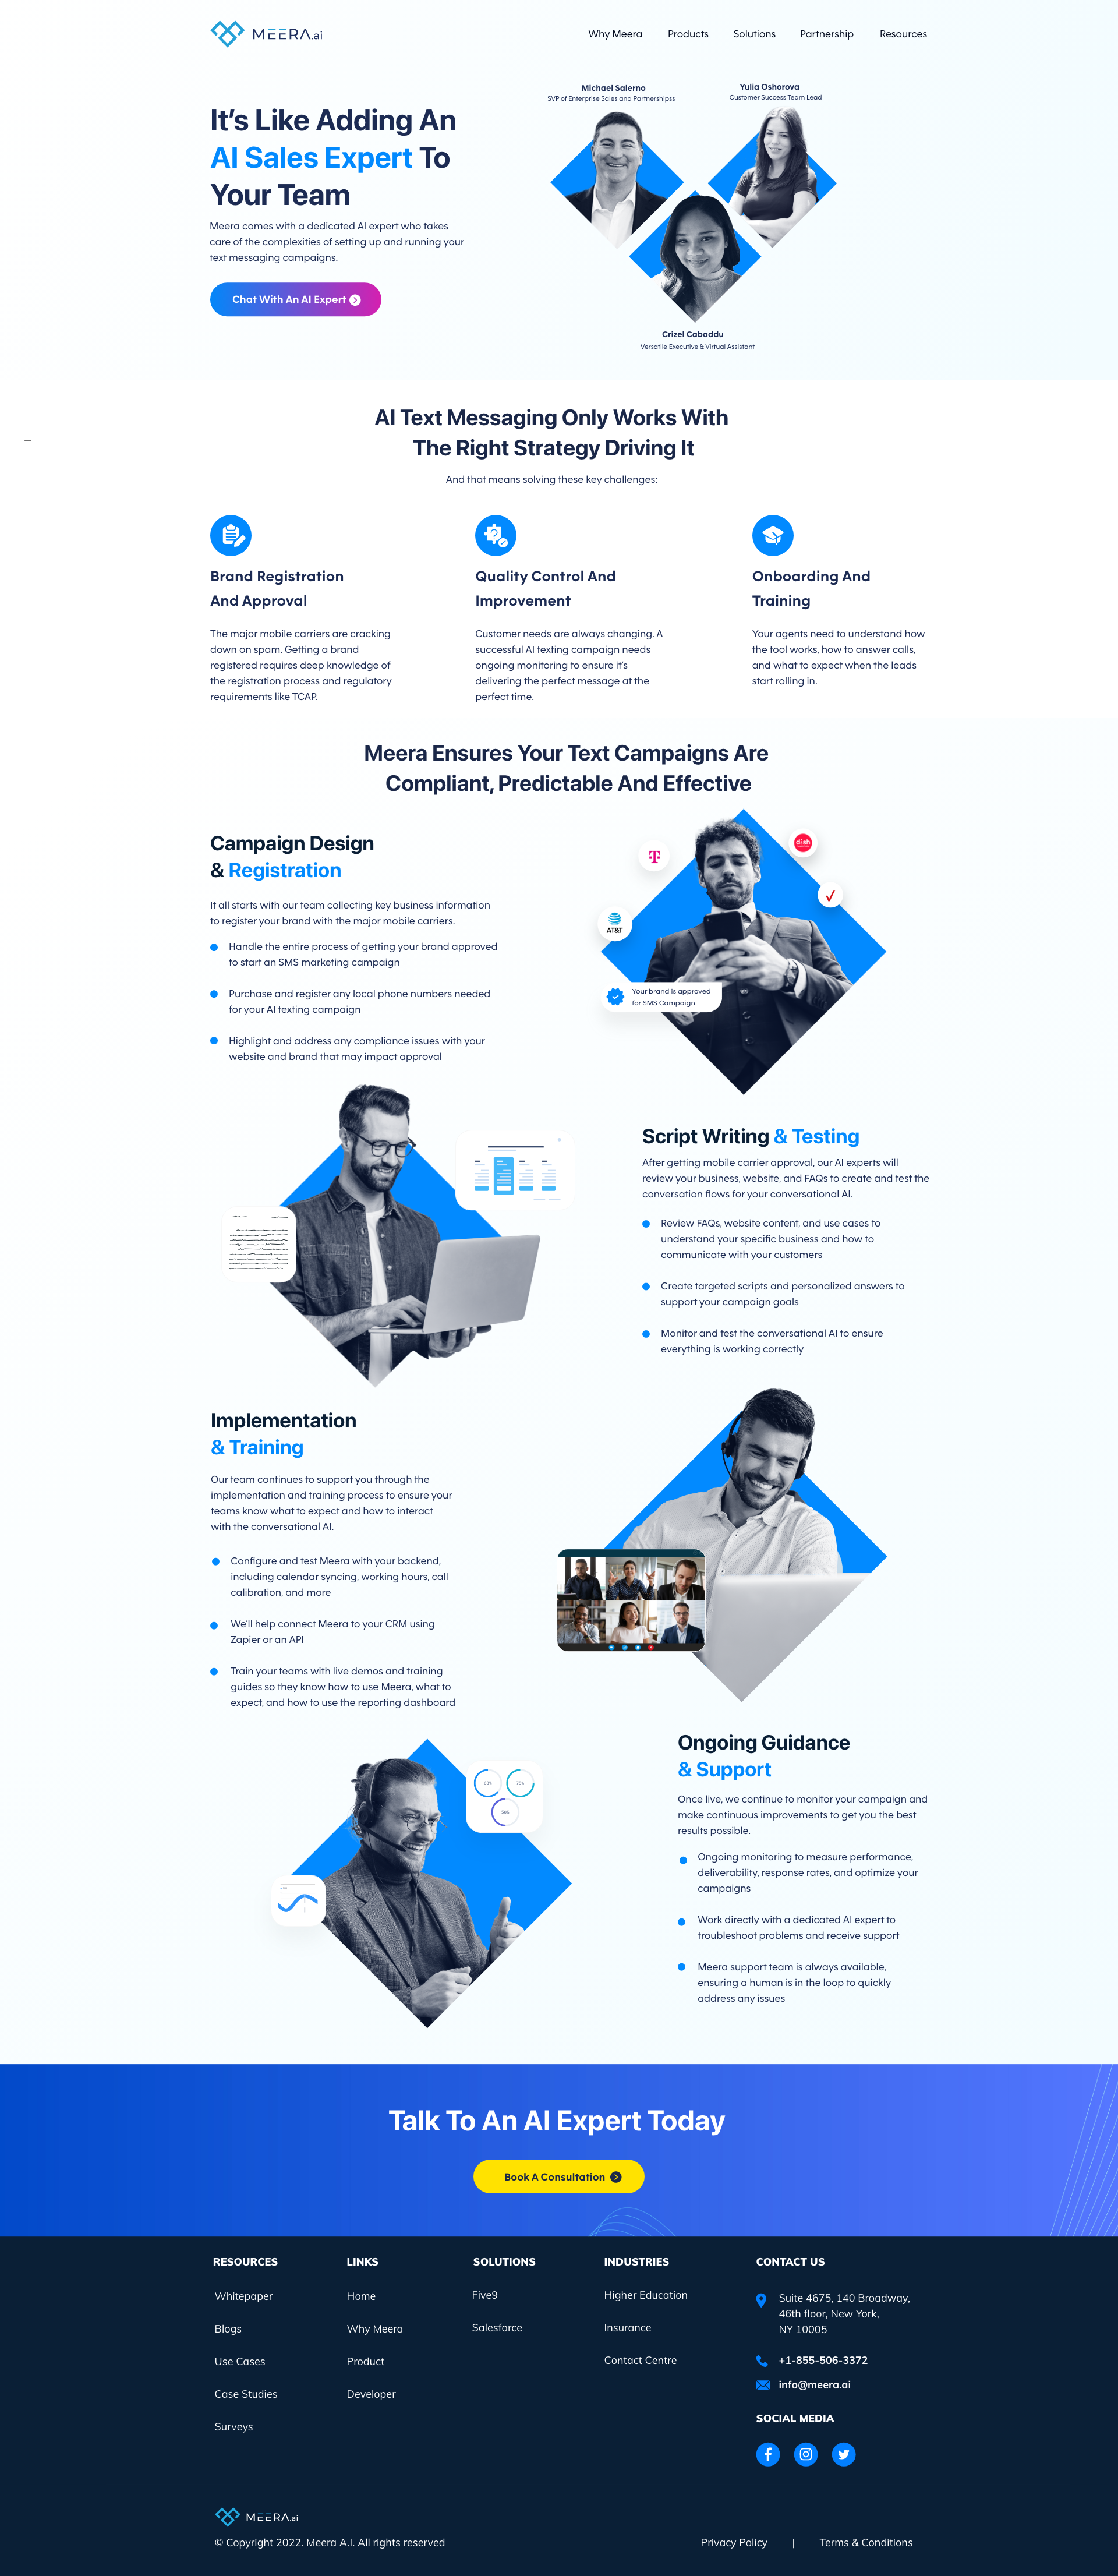 MEERA.ai
Why Meera Products Solutions Partnership Resources
It's Like Adding An
AI Sales Expert To
Your Team
Meera comes with a dedicated AI expert who takes
care of the complexities of setting up and running your
text messaging campaigns.
Chat With An AI Expert
Michael Salerno
SVP of Enterprise Sales and Partnershipss
Yulia Oshorova
Customer Success Team Lead
Crizel Cabaddu
Versatile Executive & Virtual Assistant
AI Text Messaging Only Works With
The Right Strategy Driving It
And that means solving these key challenges:
Brand Registration
And Approval
The major mobile carriers are cracking
down on spam. Getting a brand
registered requires deep knowledge of
the registration process and regulatory
requirements like TCAP.
Quality Control And
Improvement
Customer needs are always changing. A
successful AI texting campaign needs
ongoing monitoring to ensure it's
delivering the perfect message at the
perfect time.
Onboarding And
Training
Your agents need to understand how
the tool works, how to answer calls,
and what to expect when the leads
start rolling in.
Meera Ensures Your Text Campaigns Are
Compliant, Predictable And Effective
Campaign Design
& Registration
It all starts with our team collecting key business information
to register your brand with the major mobile carriers.
Handle the entire process of getting your brand approved
to start an SMS marketing campaign
Purchase and register any local phone numbers needed
for your AI texting campaign
Highlight and address any compliance issues with your
website and brand that may impact approval
T
dish
AT&T
Your brand is approved
for SMS Campaign
Script Writing & Testing
After getting mobile carrier approval, our AI experts will
review your business, website, and FAQs to create and test the
conversation flows for your conversational AI.
Review FAQs, website content, and use cases to
understand your specific business and how to
communicate with your customers
Create targeted scripts and personalized answers to
support your campaign goals
Monitor and test the conversational AI to ensure
everything is working correctly
Implementation
& Training
Our team continues to support you through the
implementation and training process to ensure your
teams know what to expect and how to interact
with the conversational AI.
Configure and test Meera with your backend,
including calendar syncing, working hours, call
calibration, and more
We'll help connect Meera to your CRM using
Zapier or an API
Train your teams with live demos and training
guides so they know how to use Meera, what to
expect, and how to use the reporting dashboard
Ongoing Guidance
& Support
Once live, we continue to monitor your campaign and
make continuous improvements to get you the best
results possible.
Ongoing monitoring to measure performance,
deliverability, response rates, and optimize your
campaigns
Work directly with a dedicated AI expert to
troubleshoot problems and receive support
Meera support team is always available,
ensuring a human is in the loop to quickly
address any issues
Talk To An AI Expert Today
Book A Consultation
RESOURCES
Whitepaper
Blogs
Use Cases
Case Studies
Surveys
LINKS
Home
Why Meera
Product
Developer
SOLUTIONS
Five9
Salesforce
INDUSTRIES
Higher Education
Insurance
Contact Centre
CONTACT US
Suite 4675, 140 Broadway,
46th floor, New York,
NY 10005
+1-855-506-3372
info@meera.ai
SOCIAL MEDIA
MEERA.ai
© Copyright 2022. Meera A.I. All rights reserved
Privacy Policy | Terms & Conditions